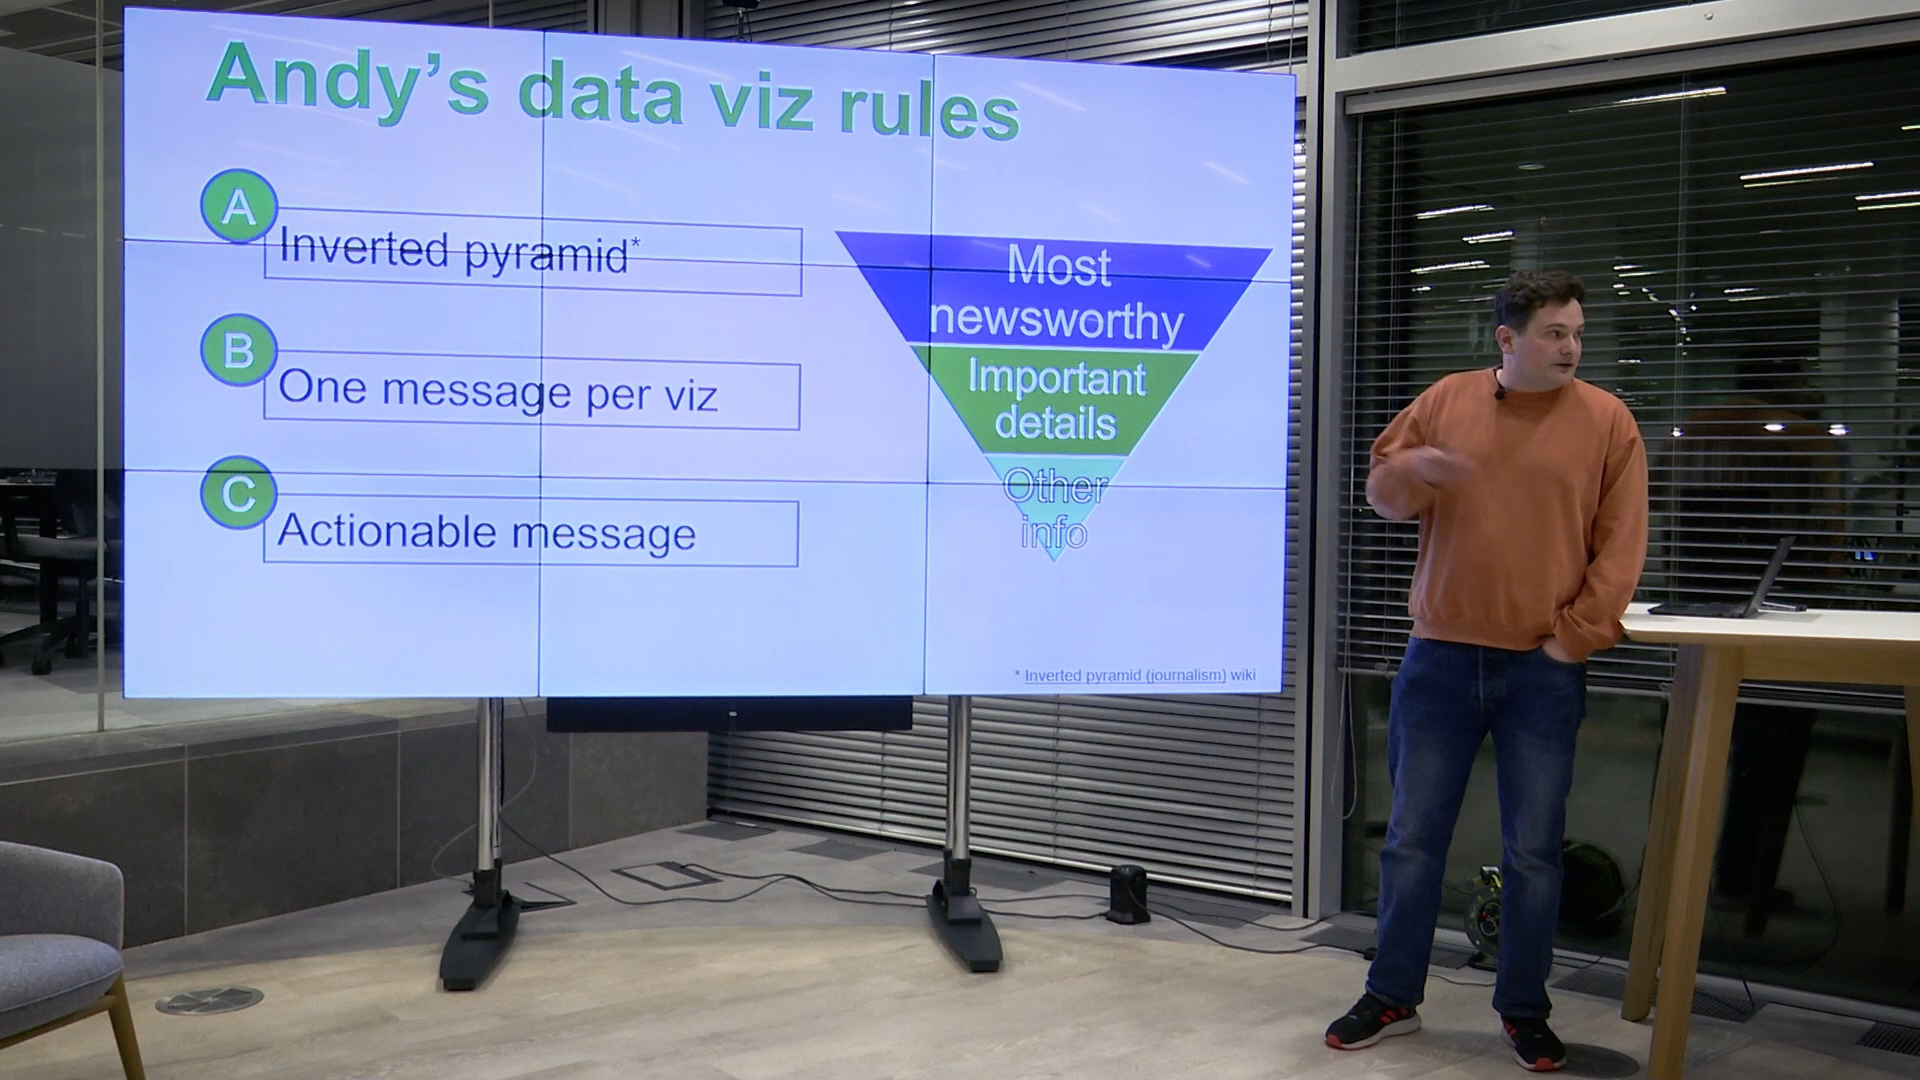 Andy’s data viz rules
A
Inverted pyramid*
B
One message per viz
C
Actionable message
Most
newsworthy
Important
details
Other
info
* Inverted pyramid (journalism) wiki